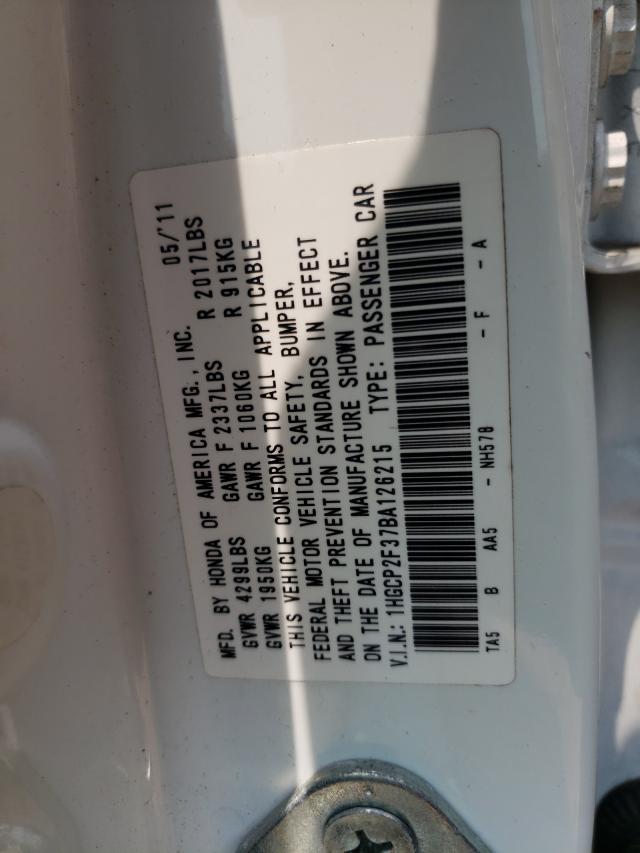 MFD. BY HONDA OF AMERICA MFG., INC. 05/'11
GVWR 4299LBS GAWR F 2337LBS R 2017LBS
GVWR 1950KG GAWR F 1060KG R 915KG
THIS VEHICLE CONFORMS TO ALL APPLICABLE
FEDERAL MOTOR VEHICLE SAFETY, BUMPER,
AND THEFT PREVENTION STANDARDS IN EFFECT
ON THE DATE OF MANUFACTURE SHOWN ABOVE.
V.I.N.: 1HGCP2F37BA126215 TYPE: PASSENGER CAR
TA5 B AA5 - NH578 - F - A